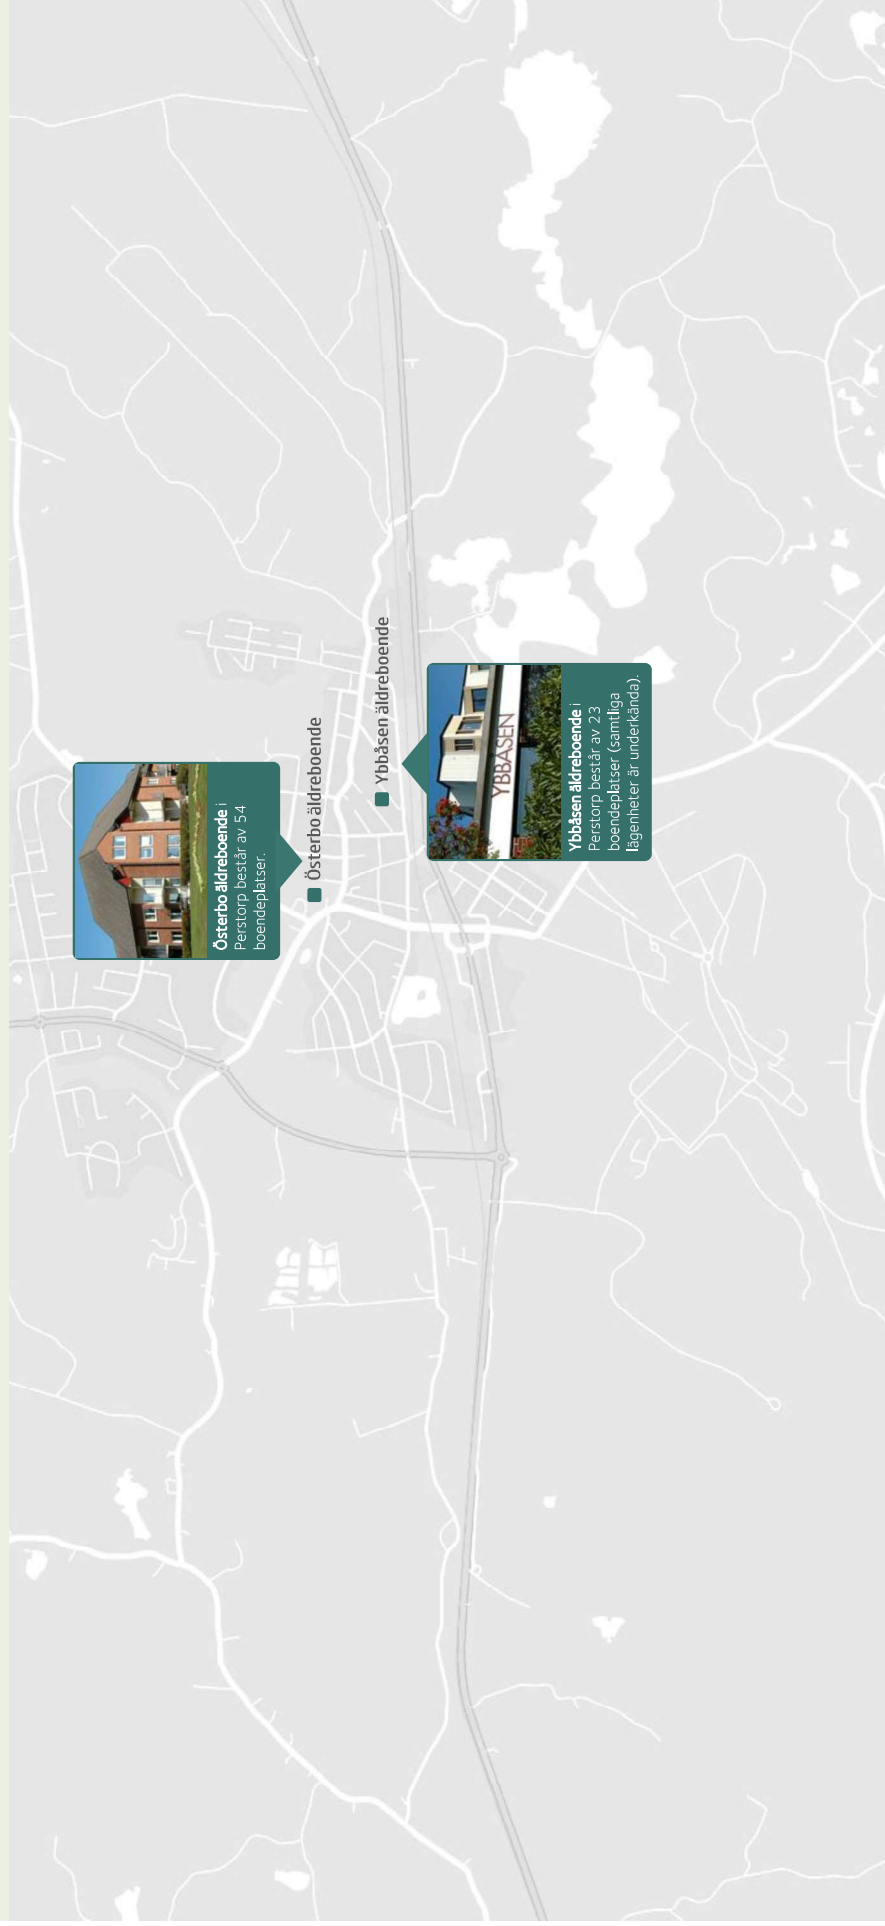 Österbo äldreboende i
Perstorp består av 54
boendeplatser.
Österbo äldreboende
Ybbåsen äldreboende
YBBÅSEN
Ybbåsen äldreboende i
Perstorp består av 23
boendeplatser (samtliga
lägenheter är underkända).